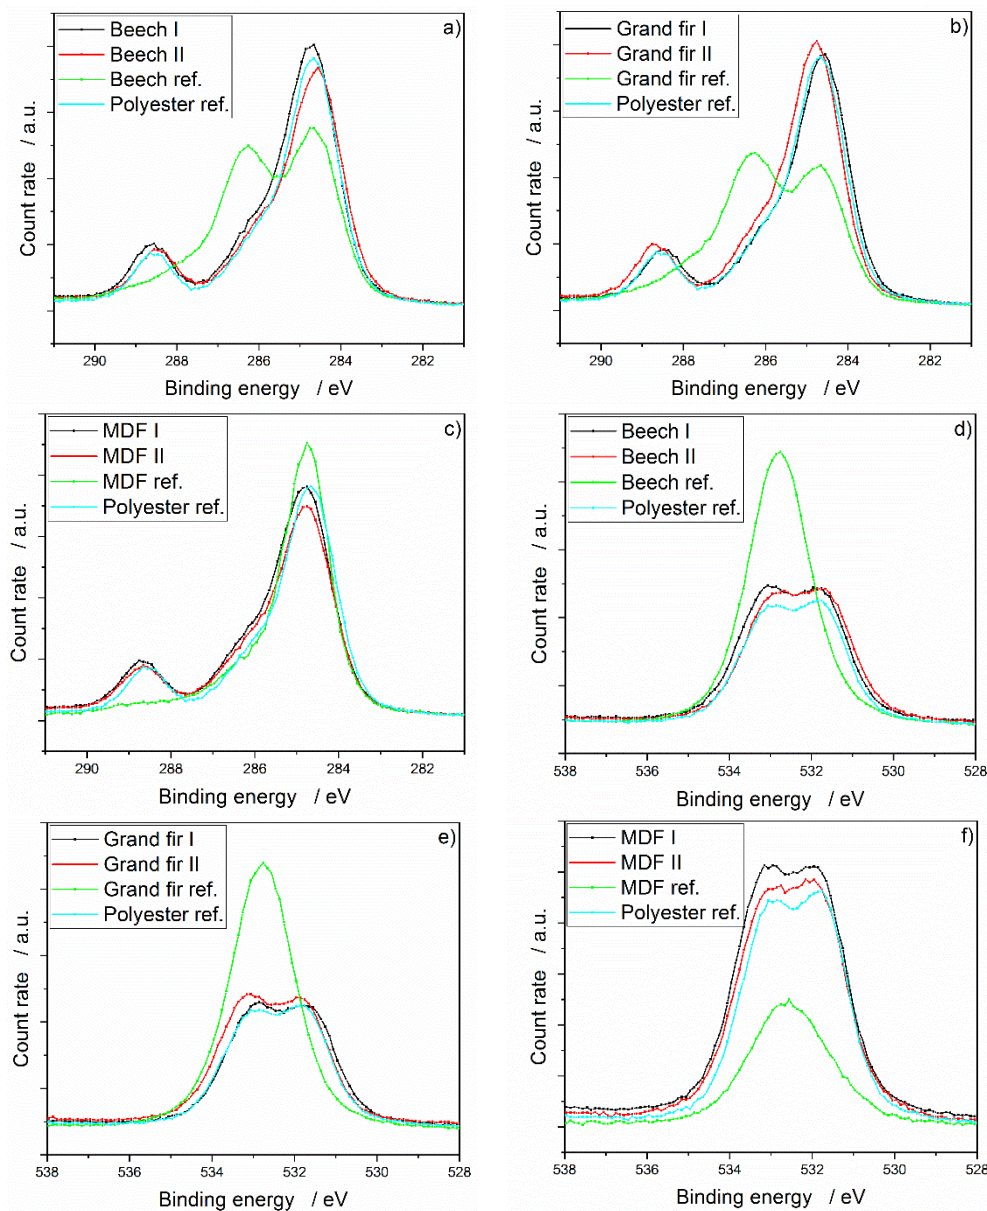 a)
Beech I
Beech II
Beech ref.
Polyester ref.
Count rate / a.u.
290 288 286 284 282
Binding energy / eV
b)
Grand fir I
Grand fir II
Grand fir ref.
Polyester ref.
Count rate / a.u.
290 288 286 284 282
Binding energy / eV
c)
MDF I
MDF II
MDF ref.
Polyester ref.
Count rate / a.u.
290 288 286 284 282
Binding energy / eV
d)
Beech I
Beech II
Beech ref.
Polyester ref.
Count rate / a.u.
538 536 534 532 530 528
Binding energy / eV
e)
Grand fir I
Grand fir II
Grand fir ref.
Polyester ref.
Count rate / a.u.
538 536 534 532 530 528
Binding energy / eV
f)
MDF I
MDF II
MDF ref.
Polyester ref.
Count rate / a.u.
538 536 534 532 530 528
Binding energy / eV